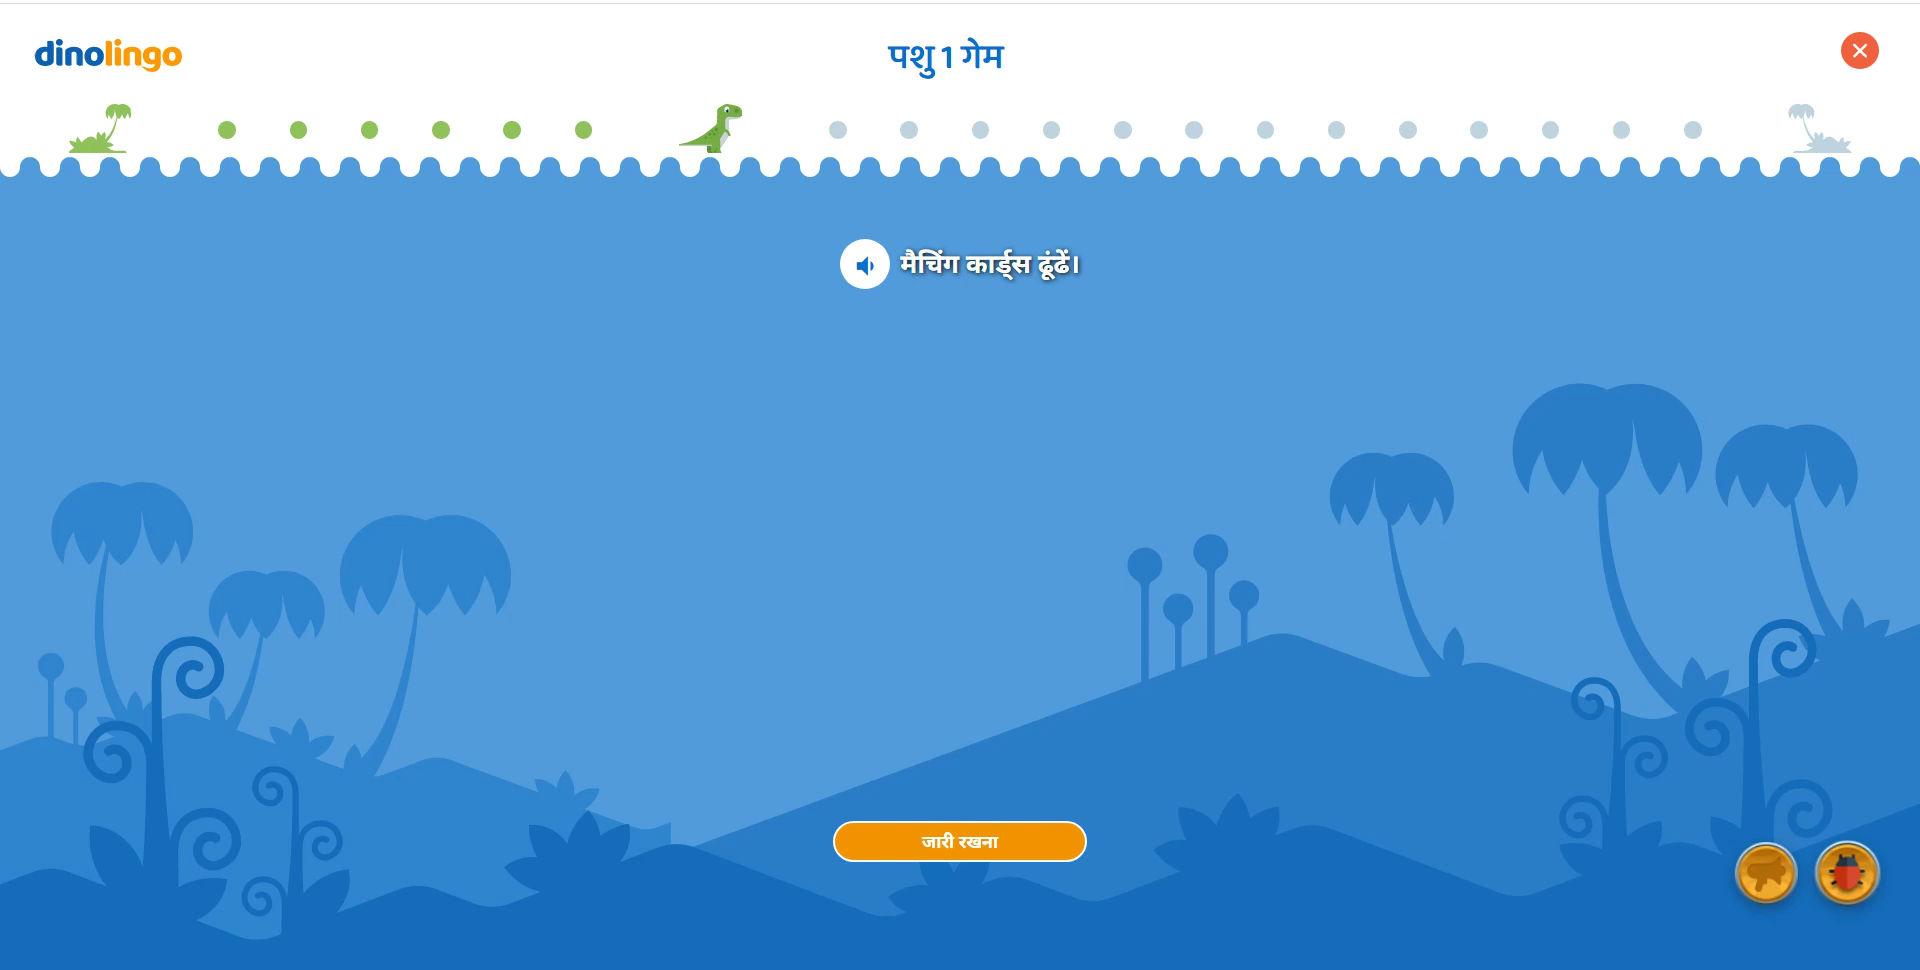 dinolingo
पशु 1 गेम
मैचिंग कार्ड्स ढूंढें।
जारी रखना